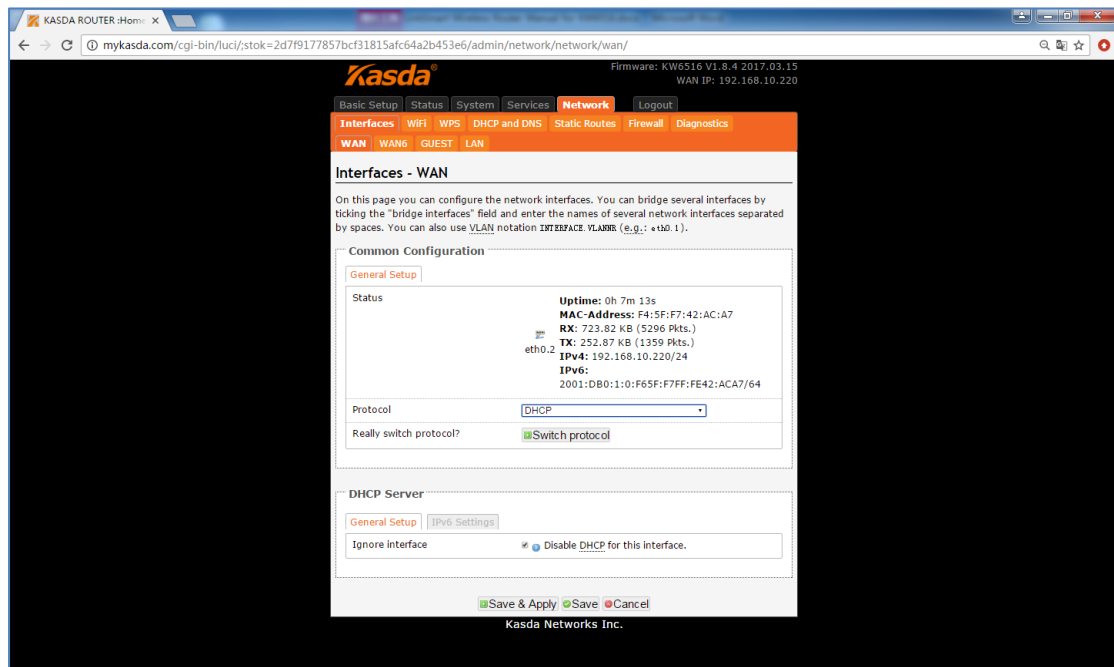 KASDA ROUTER :Home
mykasda.com/cgi-bin/luci/;stok=2d7f9177857bcf31815afc64a2b453e6/admin/network/network/wan/
Kasda®
Firmware: KW6516 V1.8.4 2017.03.15
WAN IP: 192.168.10.220
Basic Setup Status System Services Network Logout
Interfaces WiFi WPS DHCP and DNS Static Routes Firewall Diagnostics
WAN WAN6 GUEST LAN
Interfaces - WAN
On this page you can configure the network interfaces. You can bridge several interfaces by
ticking the "bridge interfaces" field and enter the names of several network interfaces separated
by spaces. You can also use VLAN notation INTERFACE.VLANNR (e.g.: eth0.1).
Common Configuration
General Setup
Status
Uptime: 0h 7m 13s
MAC-Address: F4:5F:F7:42:AC:A7
RX: 723.82 KB (5296 Pkts.)
TX: 252.87 KB (1359 Pkts.)
eth0.2
IPv4: 192.168.10.220/24
IPv6:
2001:DB0:1:0:F65F:F7FF:FE42:ACA7/64
Protocol DHCP
Really switch protocol? Switch protocol
DHCP Server
General Setup IPv6 Settings
Ignore interface Disable DHCP for this interface.
Save & Apply Save Cancel
Kasda Networks Inc.